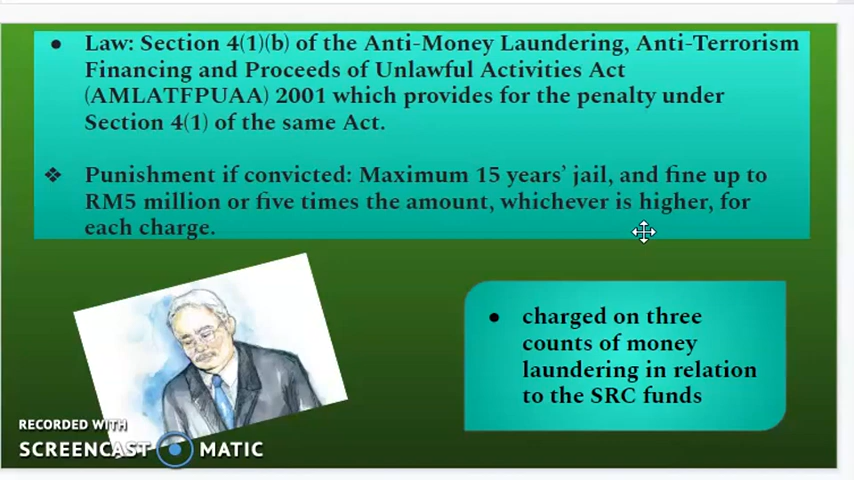 ● Law: Section 4(1)(b) of the Anti-Money Laundering, Anti-Terrorism
Financing and Proceeds of Unlawful Activities Act
(AMLATFPUAA) 2001 which provides for the penalty under
Section 4(1) of the same Act.
❖ Punishment if convicted: Maximum 15 years’ jail, and fine up to
RM5 million or five times the amount, whichever is higher, for
each charge.
● charged on three
counts of money
laundering in relation
to the SRC funds
RECORDED WITH
SCREENCAST MATIC